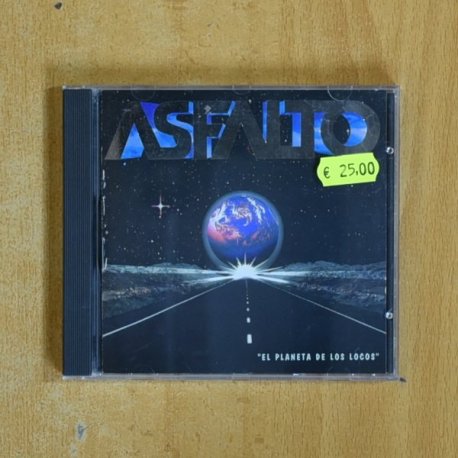 ASFALTO
€ 25,00
"EL PLANETA DE LOS LOCOS"